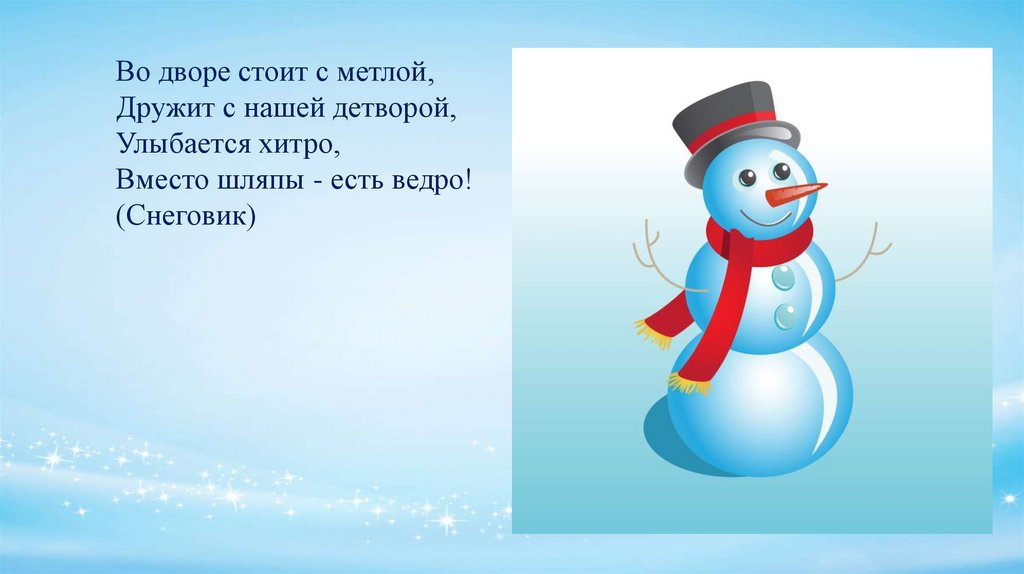 Во дворе стоит с метлой,
Дружит с нашей детворой,
Улыбается хитро,
Вместо шляпы - есть ведро!
(Снеговик)